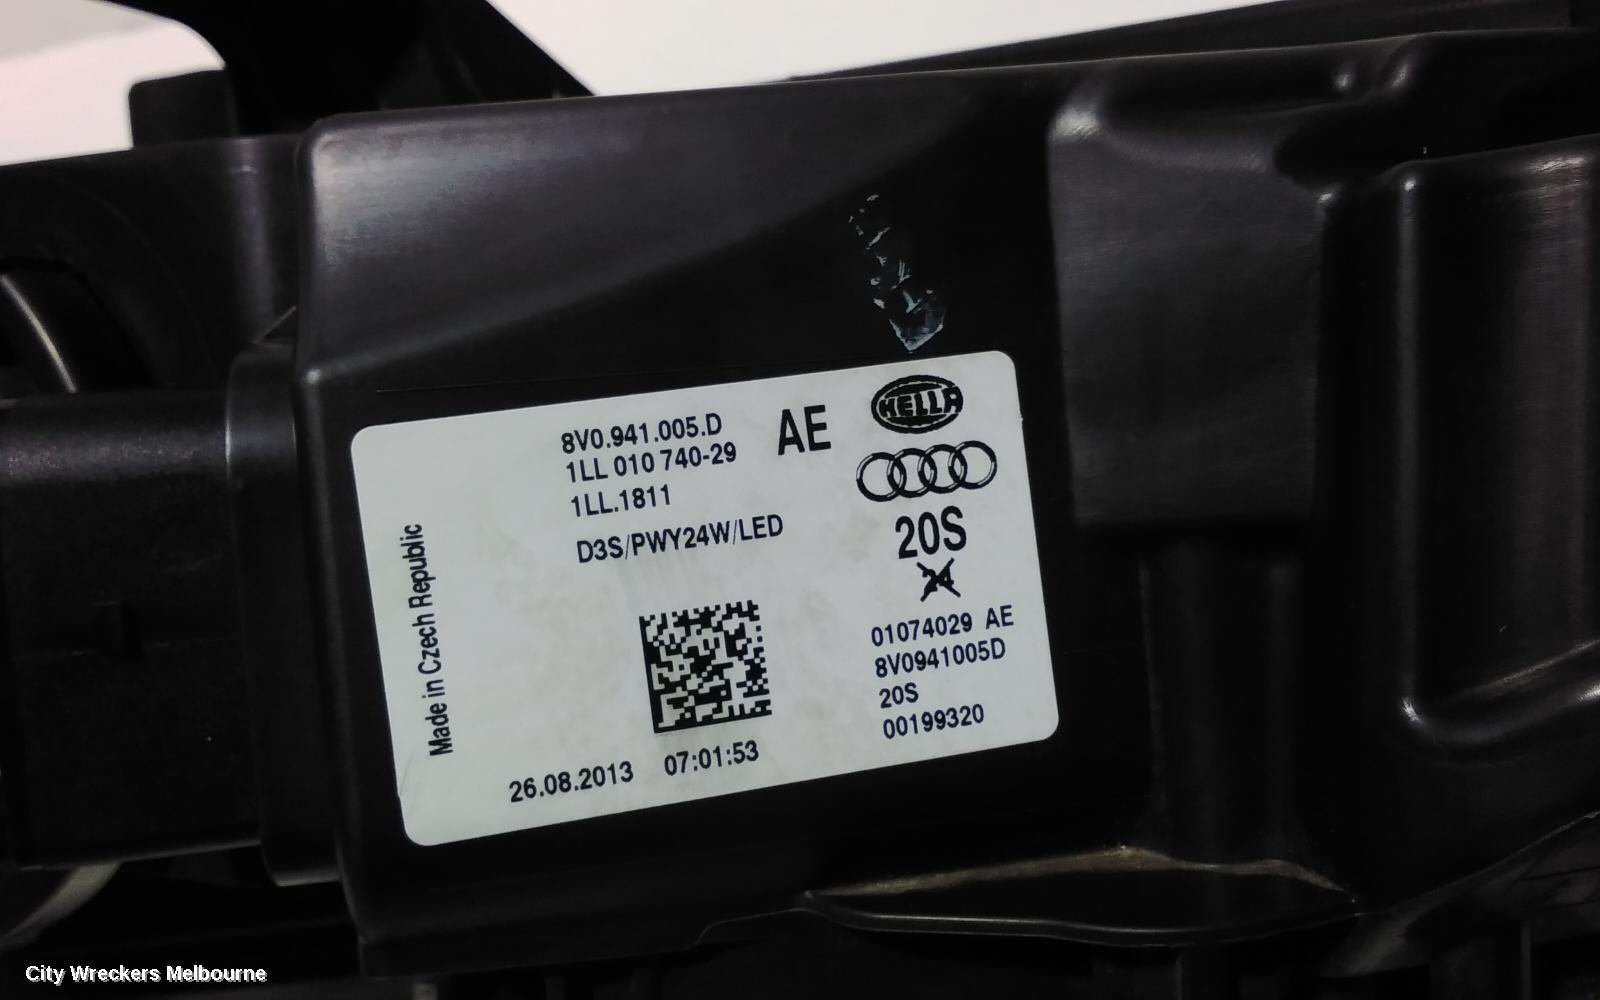 8V0.941.005.D
1LL 010 740-29
1LL.1811
AE
HELLA
D3S/PWY24W/LED
20S
24
Made in Czech Republic
01074029 AE
8V0941005D
20S
00199320
26.08.2013 07:01:53
City Wreckers Melbourne